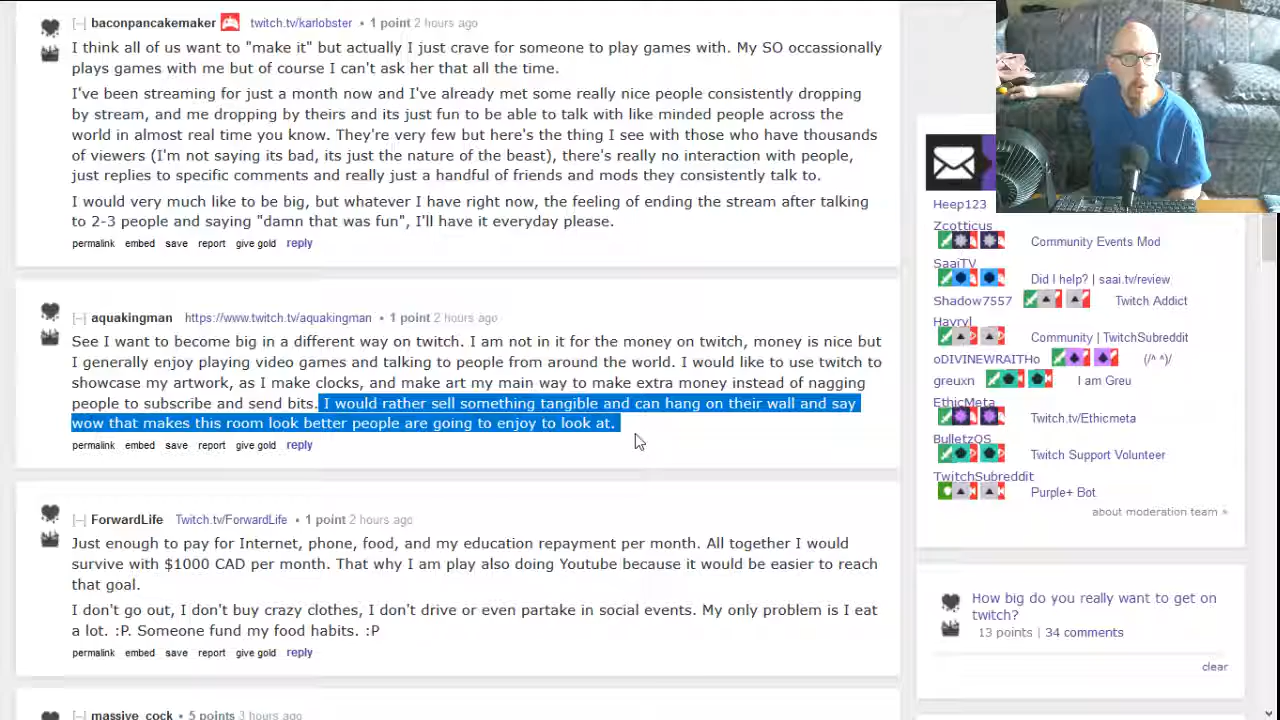 [–] baconpancakemaker twitch.tv/karlobster • 1 point 2 hours ago
I think all of us want to "make it" but actually I just crave for someone to play games with. My SO occassionally
plays games with me but of course I can't ask her that all the time.
I've been streaming for just a month now and I've already met some really nice people consistently dropping
by stream, and me dropping by theirs and its just fun to be able to talk with like minded people across the
world in almost real time you know. They're very few but here's the thing I see with those who have thousands
of viewers (I'm not saying its bad, its just the nature of the beast), there's really no interaction with people,
just replies to specific comments and really just a handful of friends and mods they consistently talk to.
I would very much like to be big, but whatever I have right now, the feeling of ending the stream after talking
to 2-3 people and saying "damn that was fun", I'll have it everyday please.
permalink embed save report give gold reply
[–] aquakingman https://www.twitch.tv/aquakingman • 1 point 2 hours ago
See I want to become big in a different way on twitch. I am not in it for the money on twitch, money is nice but
I generally enjoy playing video games and talking to people from around the world. I would like to use twitch to
showcase my artwork, as I make clocks, and make art my main way to make extra money instead of nagging
people to subscribe and send bits. I would rather sell something tangible and can hang on their wall and say
wow that makes this room look better people are going to enjoy to look at.
permalink embed save report give gold reply
[–] ForwardLife Twitch.tv/ForwardLife • 1 point 2 hours ago
Just enough to pay for Internet, phone, food, and my education repayment per month. All together I would
survive with $1000 CAD per month. That why I am play also doing Youtube because it would be easier to reach
that goal.
I don't go out, I don't buy crazy clothes, I don't drive or even partake in social events. My only problem is I eat
a lot. :P. Someone fund my food habits. :P
permalink embed save report give gold reply
[–] massive_cock • 5 points 3 hours ago
Heep123
Zcotticus
Community Events Mod
SaaiTV
Did I help? | saai.tv/review
Shadow7557 Twitch Addict
Havryl
Community | TwitchSubreddit
oDIVINEWRAITHo (/^ ^)/
greuxn I am Greu
EthicMeta
Twitch.tv/Ethicmeta
BulletzOS
Twitch Support Volunteer
TwitchSubreddit
Purple+ Bot
about moderation team »
How big do you really want to get on
twitch?
13 points | 34 comments
clear